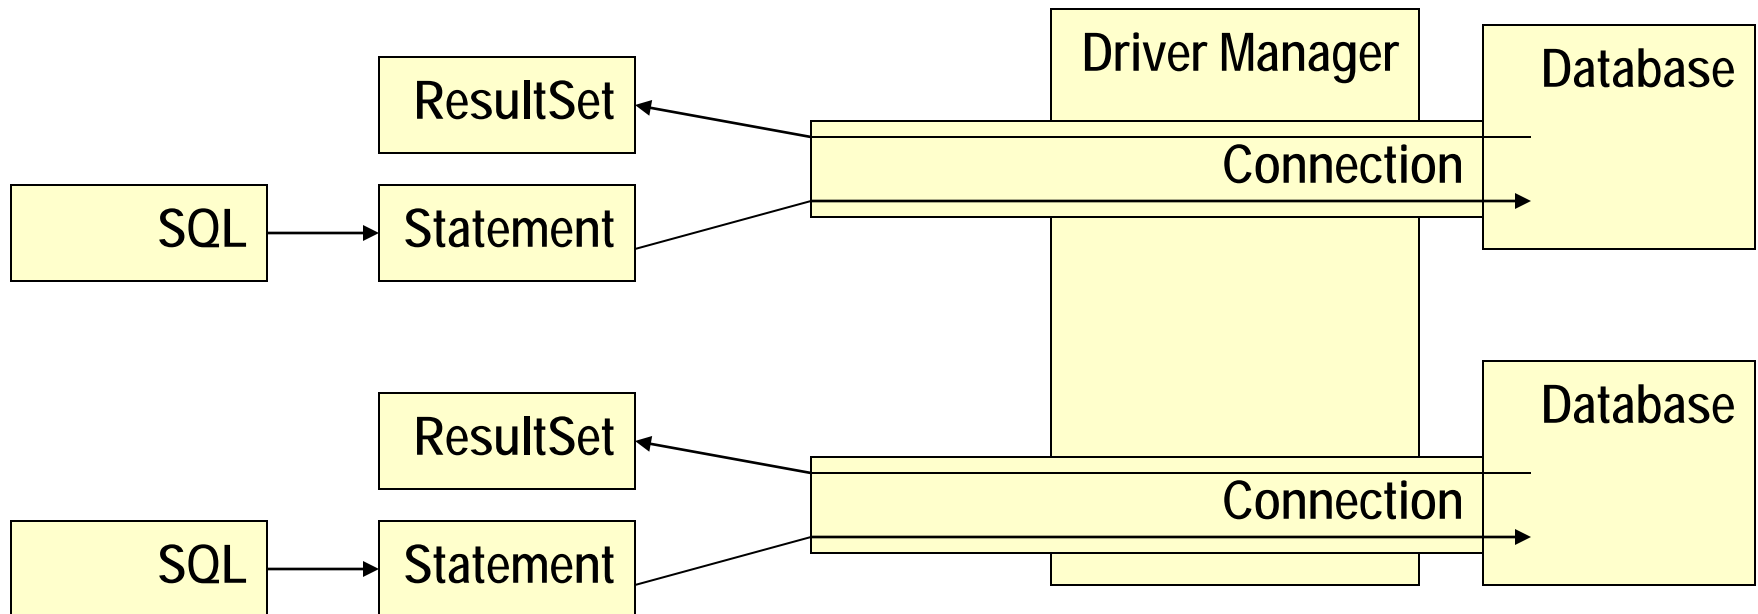 Driver Manager
Database
ResultSet
Connection
SQL
Statement
Database
ResultSet
Connection
SQL
Statement